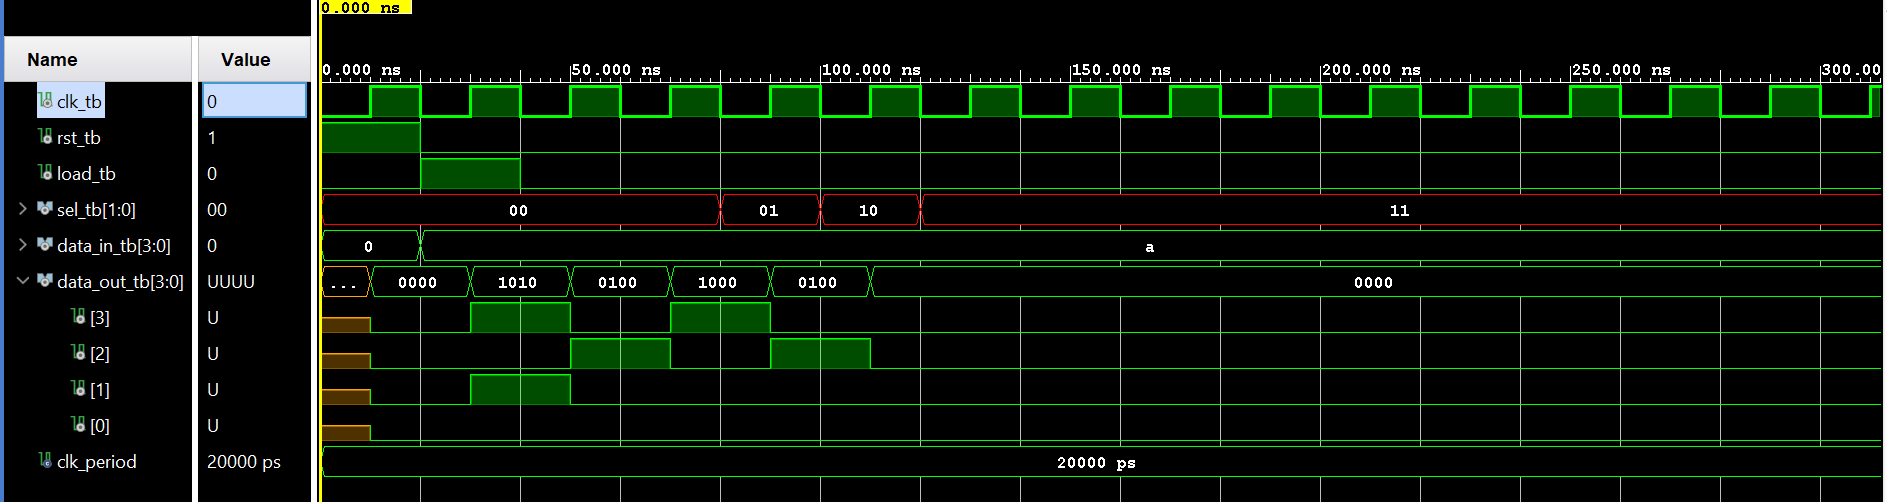 0.000 ns
Name Value
0.000 ns 50.000 ns 100.000 ns 150.000 ns 200.000 ns 250.000 ns 300.00
clk_tb 0
rst_tb 1
load_tb 0
sel_tb[1:0] 00 00 01 10 11
data_in_tb[3:0] 0 0 a
data_out_tb[3:0] UUUU ... 0000 1010 0100 1000 0100 0000
[3] U
[2] U
[1] U
[0] U
clk_period 20000 ps 20000 ps